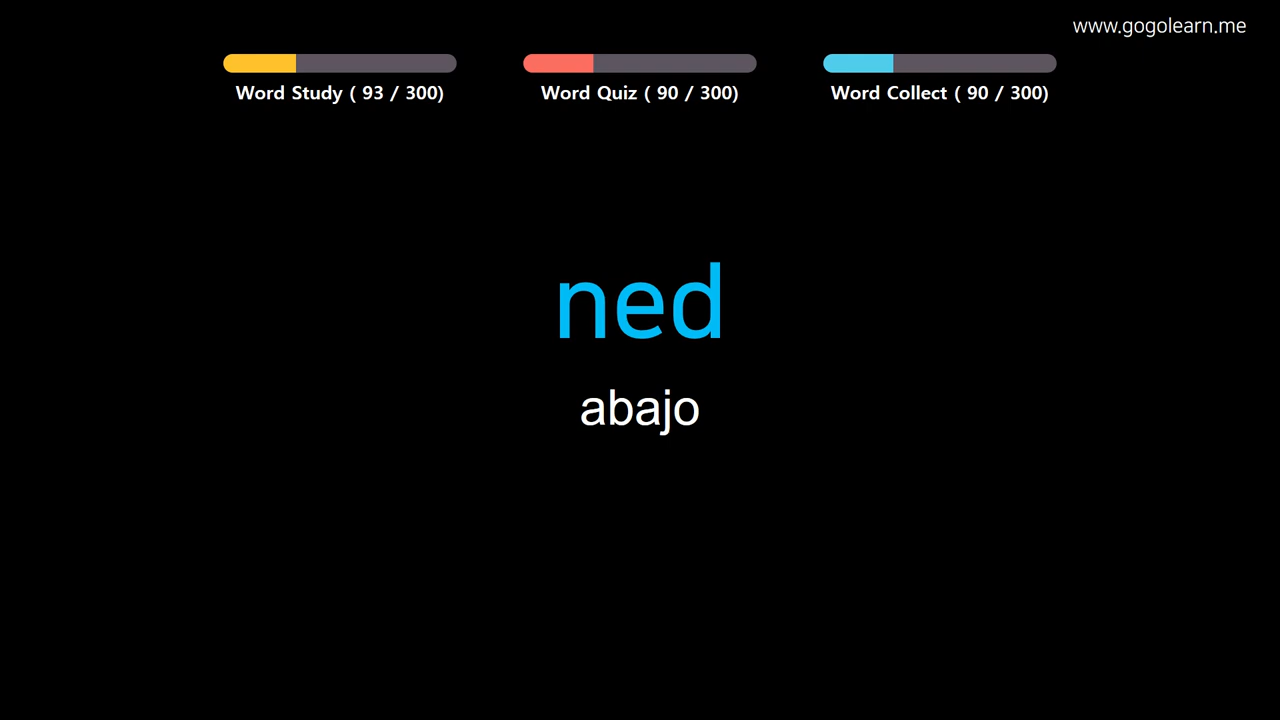 www.gogolearn.me
Word Study ( 93 / 300)
Word Quiz ( 90 / 300)
Word Collect ( 90 / 300)
ned
abajo